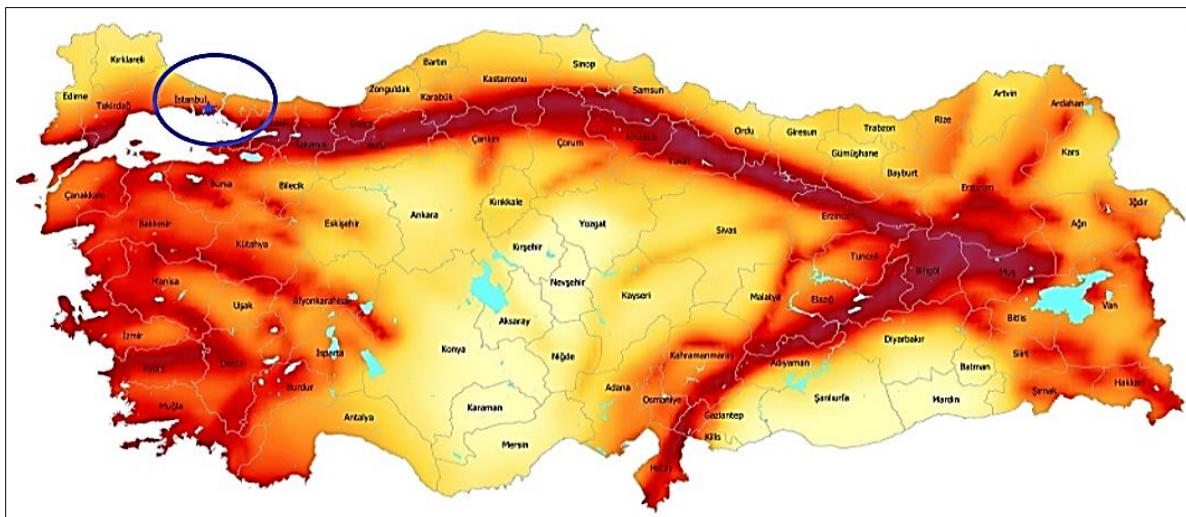 Kırklareli
Edirne
Tekirdağ
İstanbul
Zonguldak
Bartın
Karabük
Kastamonu
Sinop
Samsun
Çankırı
Çorum
Amasya
Tokat
Ordu
Giresun
Trabzon
Gümüşhane
Bayburt
Rize
Artvin
Ardahan
Kars
Iğdır
Ağrı
Erzurum
Erzincan
Çanakkale
Balıkesir
Bursa
Bilecik
Kütahya
Eskişehir
Ankara
Kırıkkale
Kırşehir
Yozgat
Sivas
Tunceli
Bingöl
Muş
Manisa
Uşak
Afyonkarahisar
Nevşehir
Kayseri
Malatya
Elazığ
Bitlis
Van
İzmir
Aydın
Denizli
Isparta
Burdur
Konya
Aksaray
Niğde
Kahramanmaraş
Adıyaman
Diyarbakır
Batman
Siirt
Şırnak
Hakkari
Muğla
Antalya
Karaman
Mersin
Adana
Osmaniye
Gaziantep
Kilis
Şanlıurfa
Mardin
Hatay